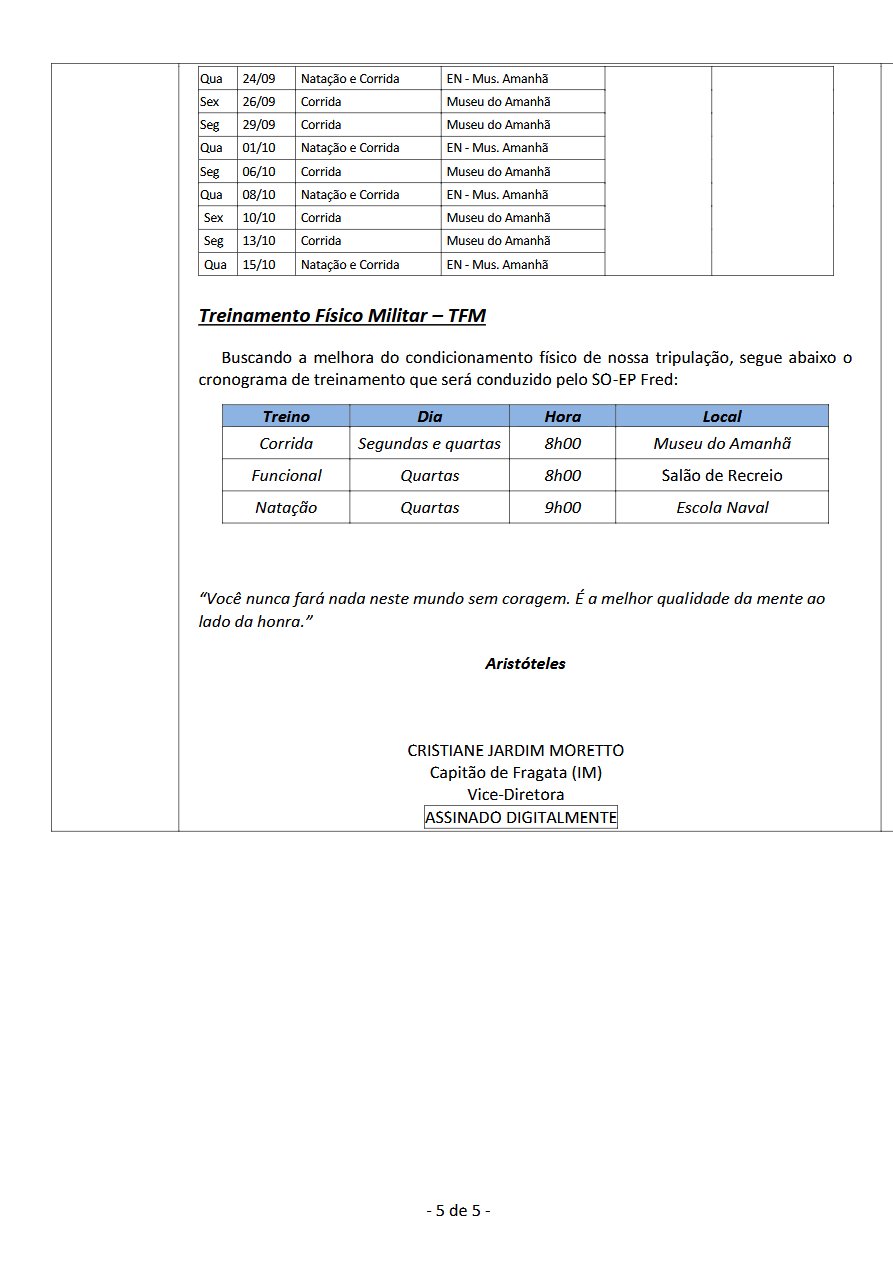 Qua 24/09 Natação e Corrida EN - Mus. Amanhã
Sex 26/09 Corrida Museu do Amanhã
Seg 29/09 Corrida Museu do Amanhã
Qua 01/10 Natação e Corrida EN - Mus. Amanhã
Seg 06/10 Corrida Museu do Amanhã
Qua 08/10 Natação e Corrida EN - Mus. Amanhã
Sex 10/10 Corrida Museu do Amanhã
Seg 13/10 Corrida Museu do Amanhã
Qua 15/10 Natação e Corrida EN - Mus. Amanhã
Treinamento Físico Militar – TFM
Buscando a melhora do condicionamento físico de nossa tripulação, segue abaixo o
cronograma de treinamento que será conduzido pelo SO-EP Fred:
Treino Dia Hora Local
Corrida Segundas e quartas 8h00 Museu do Amanhã
Funcional Quartas 8h00 Salão de Recreio
Natação Quartas 9h00 Escola Naval
“Você nunca fará nada neste mundo sem coragem. É a melhor qualidade da mente ao
lado da honra.”
Aristóteles
CRISTIANE JARDIM MORETTO
Capitão de Fragata (IM)
Vice-Diretora
ASSINADO DIGITALMENTE
- 5 de 5 -